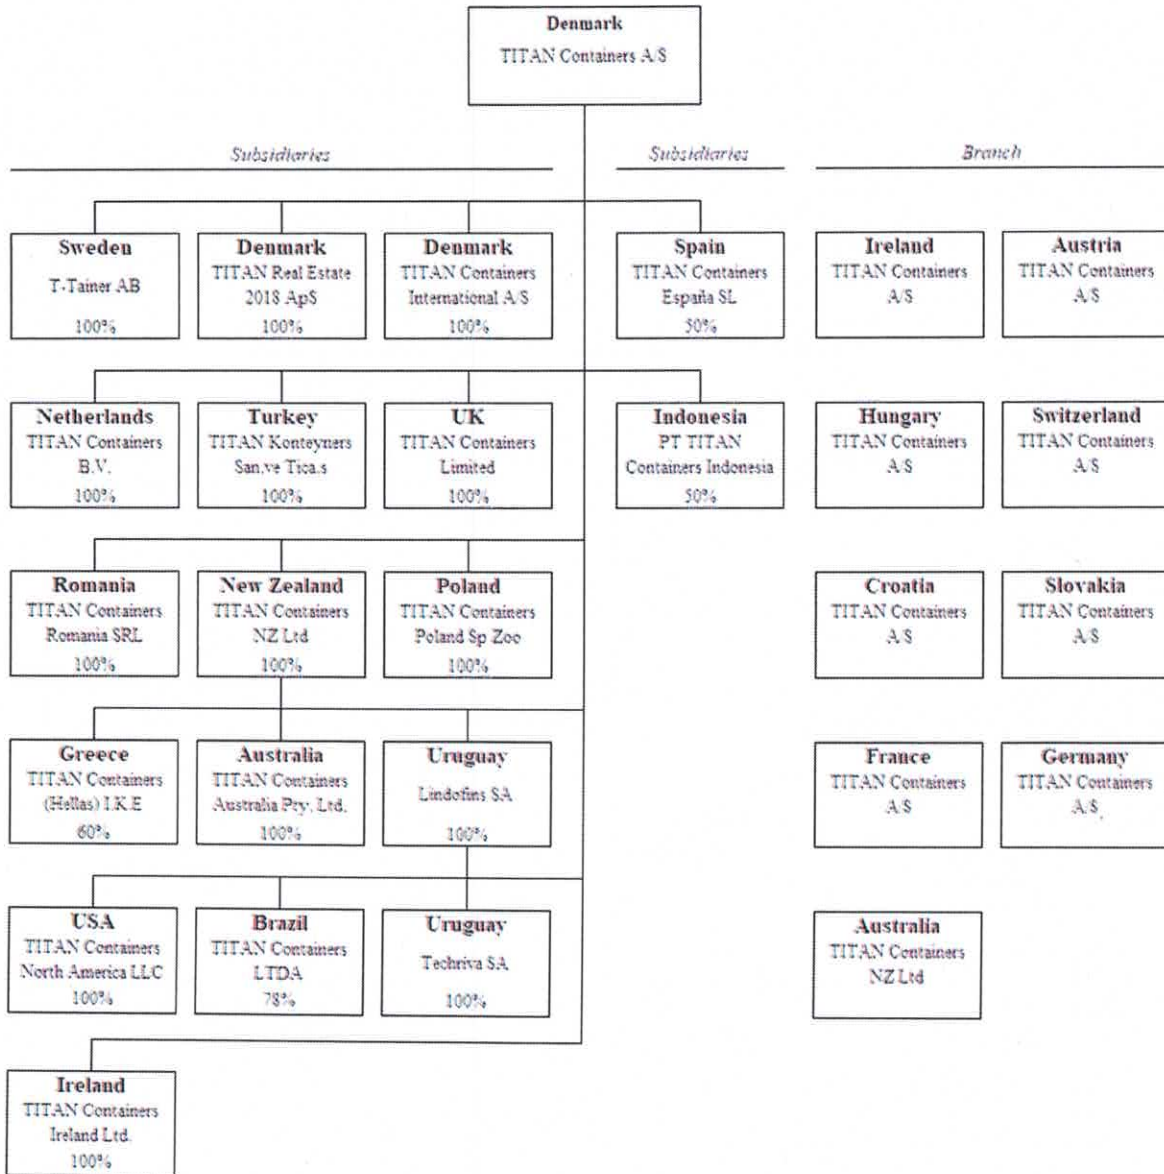 Denmark
TITAN Containers A/S
Subsidiaries
Subsidiaries
Branch
Sweden
T-Tainer AB
100%
Denmark
TITAN Real Estate
2018 ApS
100%
Denmark
TITAN Containers
International A/S
100%
Spain
TITAN Containers
España SL
50%
Ireland
TITAN Containers
A/S
Austria
TITAN Containers
A/S
Netherlands
TITAN Containers
B.V.
100%
Turkey
TITAN Konteyners
San.ve Tica.s
100%
UK
TITAN Containers
Limited
100%
Indonesia
PT TITAN
Containers Indonesia
50%
Hungary
TITAN Containers
A/S
Switzerland
TITAN Containers
A/S
Romania
TITAN Containers
Romania SRL
100%
New Zealand
TITAN Containers
NZ Ltd
100%
Poland
TITAN Containers
Poland Sp Zoo
100%
Croatia
TITAN Containers
A/S
Slovakia
TITAN Containers
A/S
Greece
TITAN Containers
(Hellas) I.K.E
60%
Australia
TITAN Containers
Australia Pty. Ltd.
100%
Uruguay
Lindofins SA
100%
France
TITAN Containers
A/S
Germany
TITAN Containers
A/S
USA
TITAN Containers
North America LLC
100%
Brazil
TITAN Containers
LTDA
78%
Uruguay
Techriva SA
100%
Australia
TITAN Containers
NZ Ltd
Ireland
TITAN Containers
Ireland Ltd.
100%